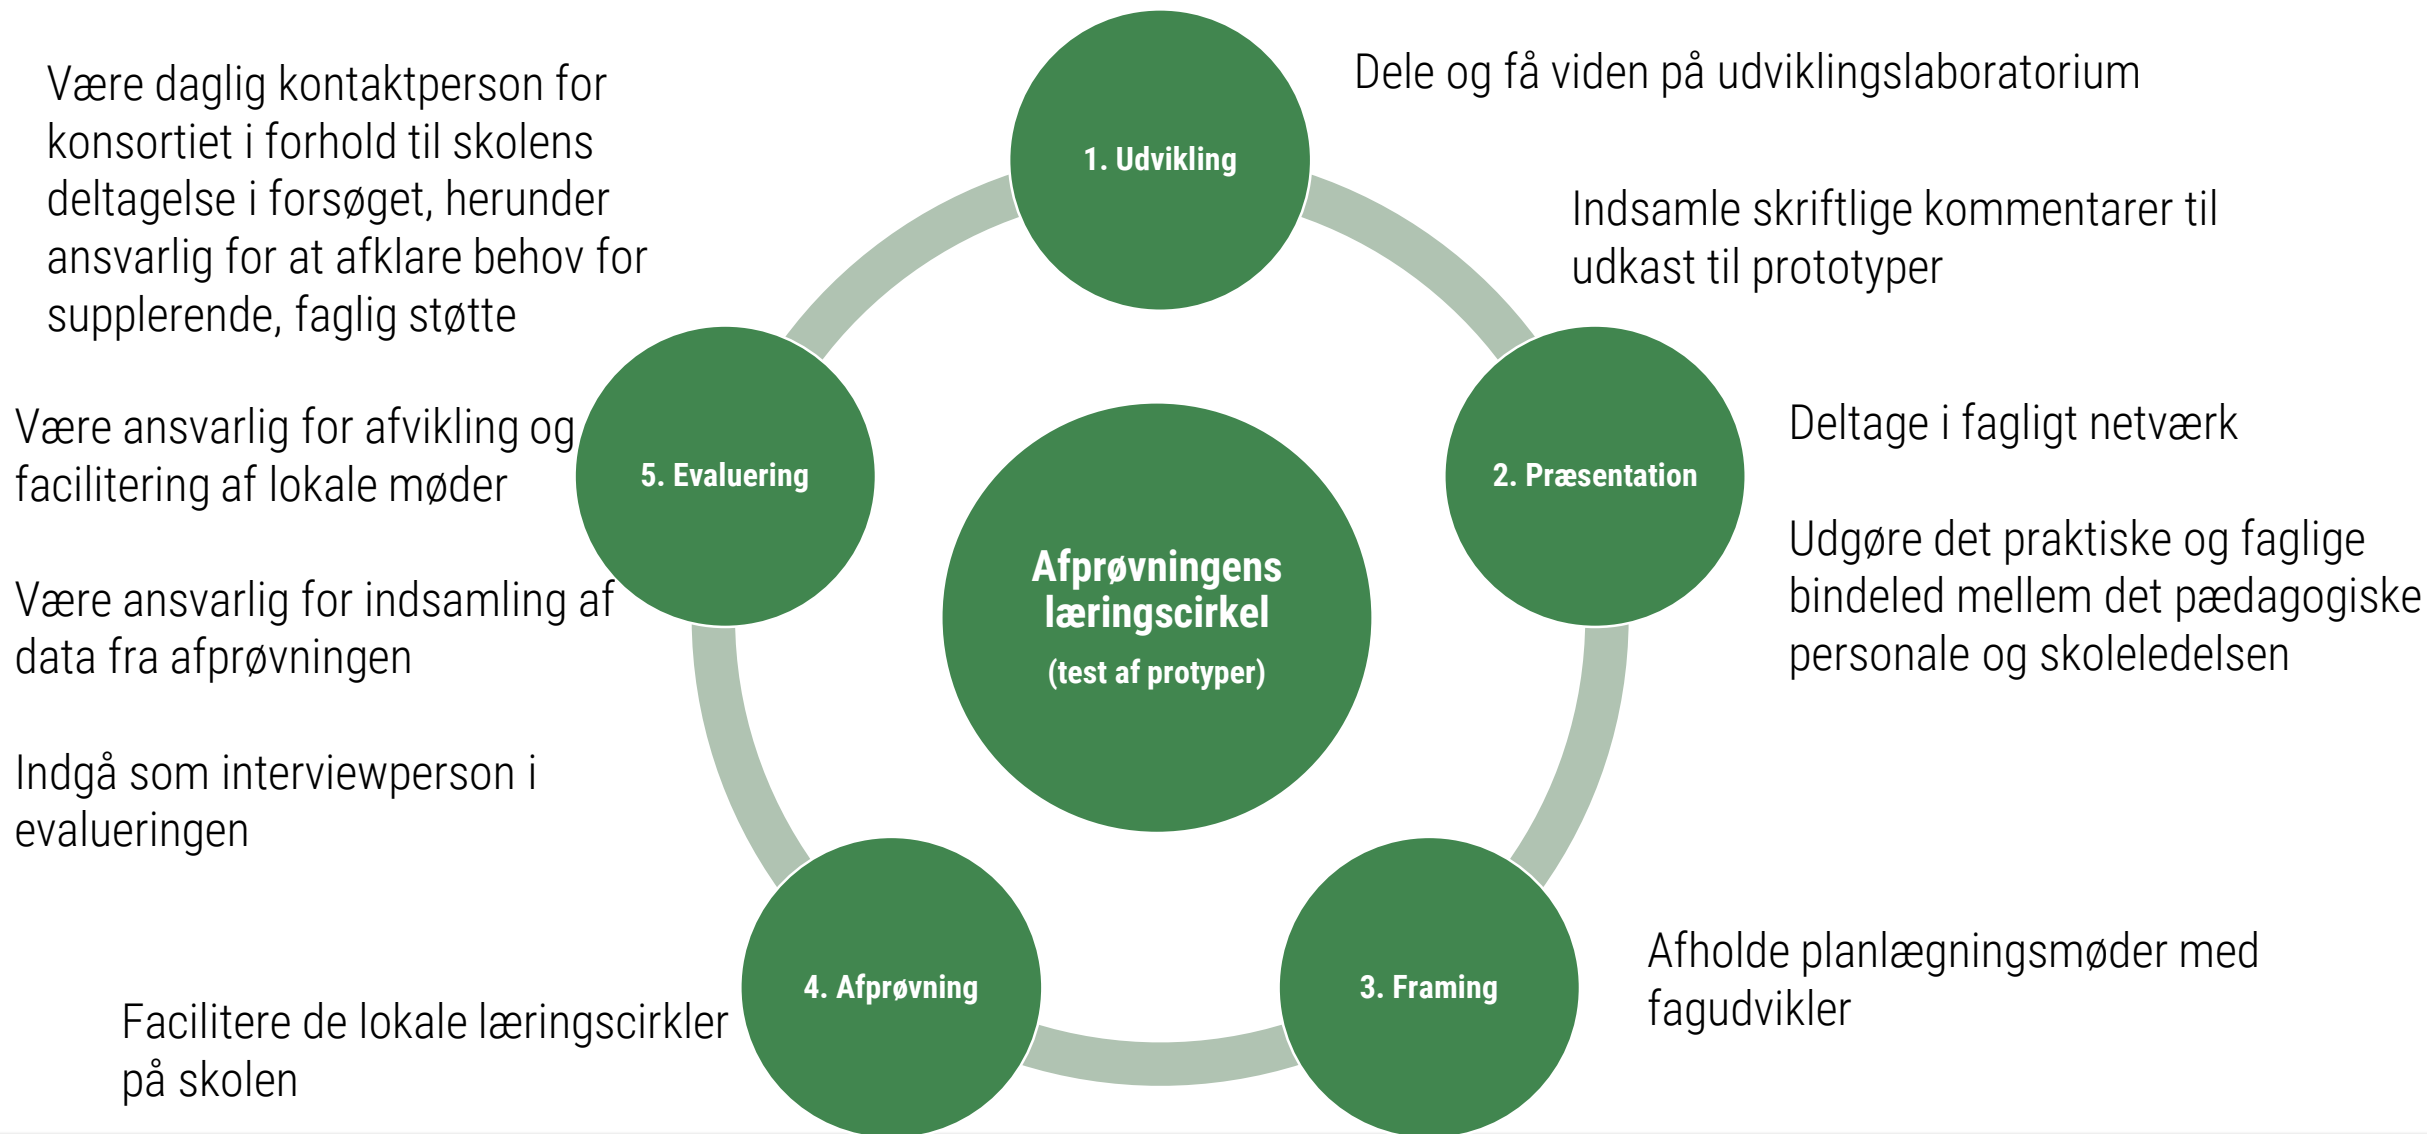 Være daglig kontaktperson for
konsortiet i forhold til skolens
deltagelse i forsøget, herunder
ansvarlig for at afklare behov for
supplerende, faglig støtte
Være ansvarlig for afvikling og
facilitering af lokale møder
Være ansvarlig for indsamling af
data fra afprøvningen
Indgå som interviewperson i
evalueringen
Facilitere de lokale læringscirkler
på skolen
1. Udvikling
Dele og få viden på udviklingslaboratorium
Indsamle skriftlige kommentarer til
udkast til prototyper
2. Præsentation
Deltage i fagligt netværk
Udgøre det praktiske og faglige
bindeled mellem det pædagogiske
personale og skoleledelsen
3. Framing
Afholde planlægningsmøder med
fagudvikler
4. Afprøvning
5. Evaluering
Afprøvningens
læringscirkel
(test af protyper)